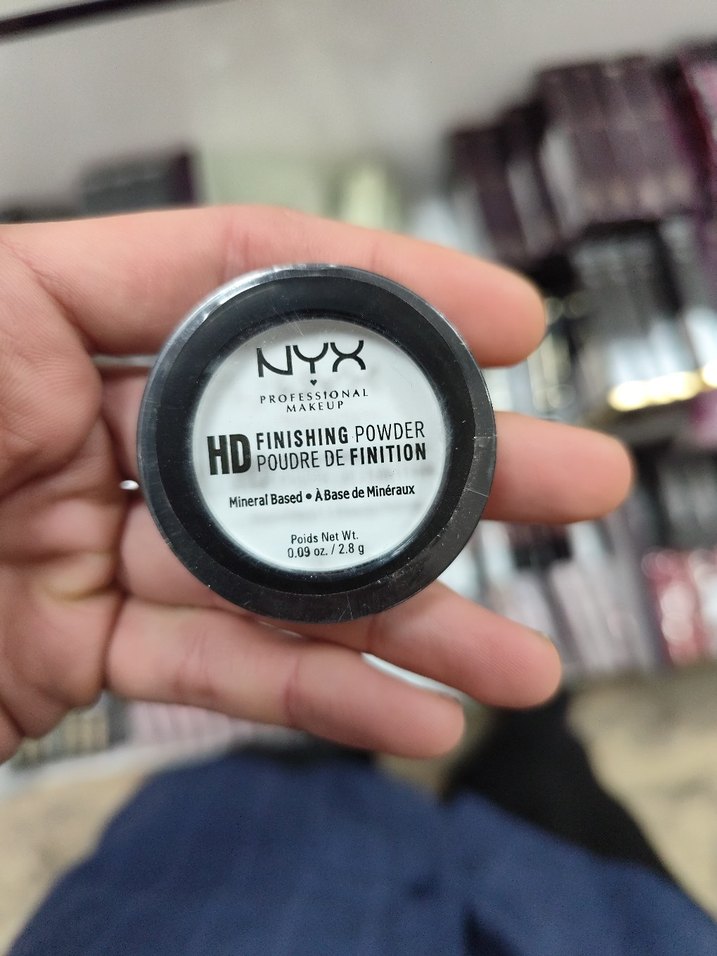 NYX
PROFESSIONAL
MAKEUP
HD FINISHING POWDER
POUDRE DE FINITION
Mineral Based • À Base de Minéraux
Poids Net Wt.
0.09 oz. / 2.8 g